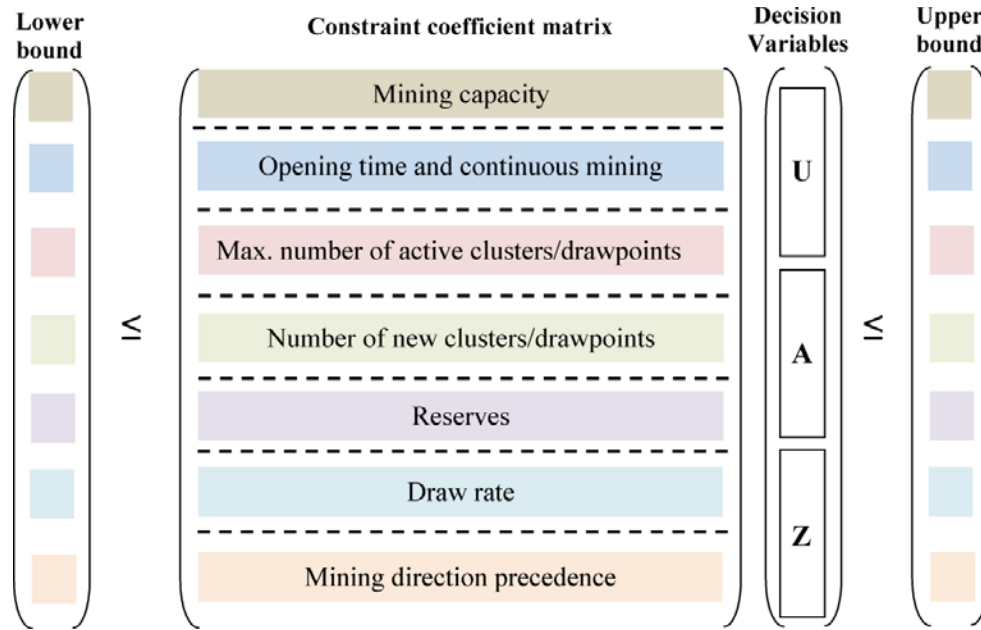 Lower
bound
Constraint coefficient matrix
Decision
Variables
Upper
bound
Mining capacity
Opening time and continuous mining
U
Max. number of active clusters/drawpoints
≤
Number of new clusters/drawpoints
A
≤
Reserves
Draw rate
Z
Mining direction precedence